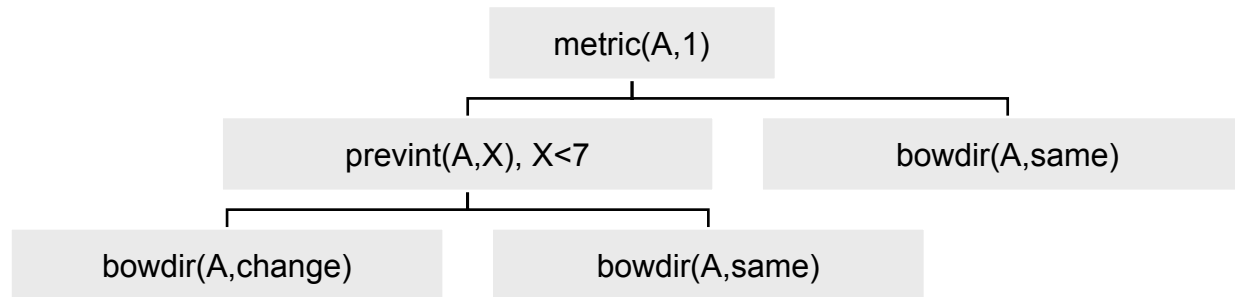 metric(A,1)
prevint(A,X), X<7
bowdir(A,same)
bowdir(A,change)
bowdir(A,same)